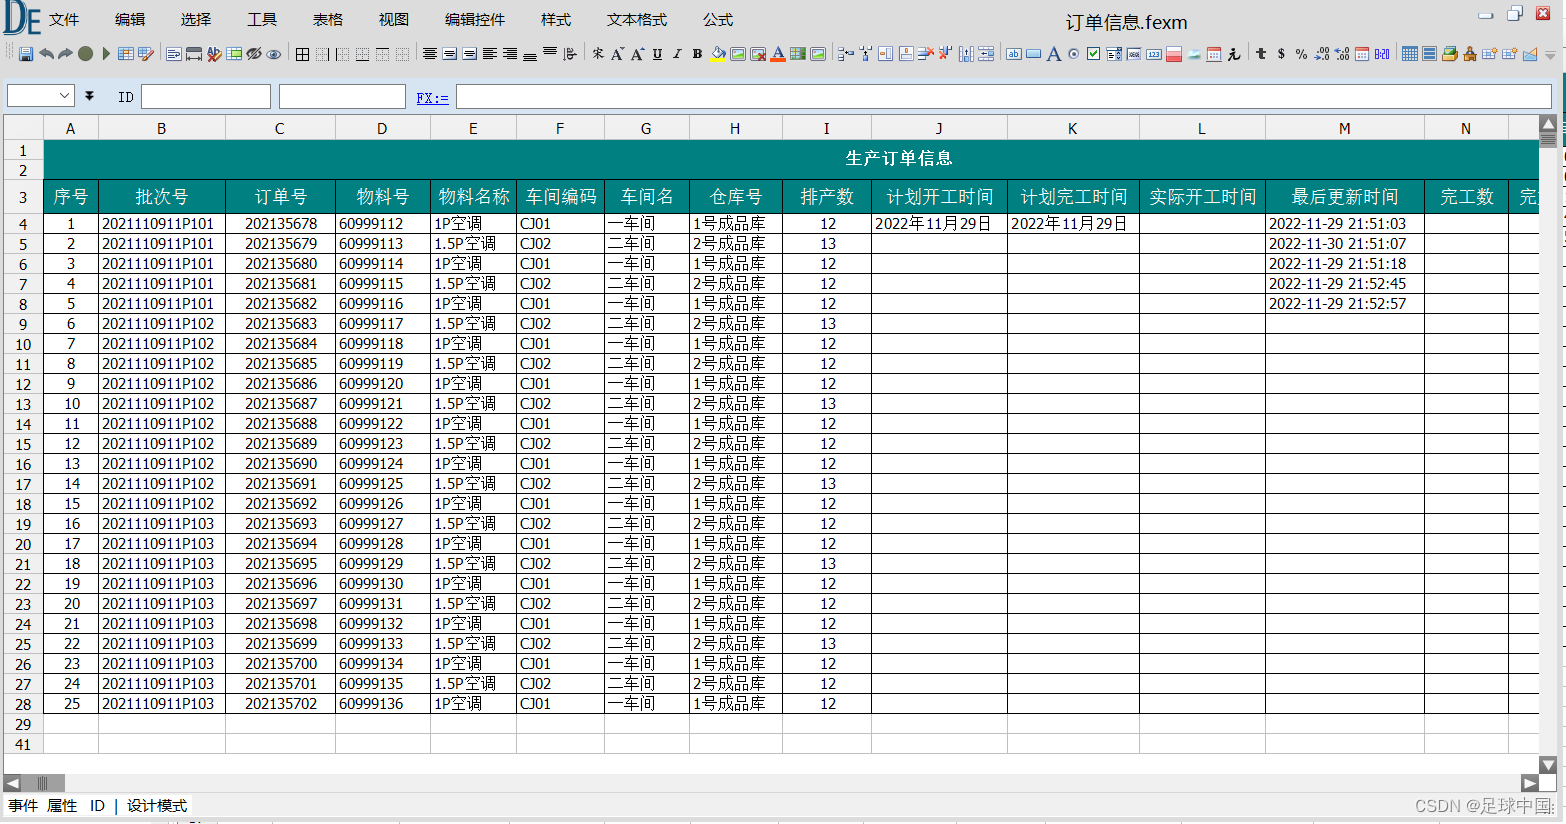 DE 文件 编辑 选择 工具 表格 视图 编辑控件 样式 文本格式 公式 订单信息.fexm
ID FX:=
A B C D E F G H I J K L M N
1 生产订单信息
2
3 序号 批次号 订单号 物料号 物料名称 车间编码 车间名 仓库号 排产数 计划开工时间 计划完工时间 实际开工时间 最后更新时间 完工数
4 1 2021110911P101 202135678 60999112 1P空调 CJ01 一车间 1号成品库 12 2022年11月29日 2022年11月29日 2022-11-29 21:51:03
5 2 2021110911P101 202135679 60999113 1.5P空调 CJ02 二车间 2号成品库 13 2022-11-30 21:51:07
6 3 2021110911P101 202135680 60999114 1P空调 CJ01 一车间 1号成品库 12 2022-11-29 21:51:18
7 4 2021110911P101 202135681 60999115 1.5P空调 CJ02 二车间 2号成品库 12 2022-11-29 21:52:45
8 5 2021110911P101 202135682 60999116 1P空调 CJ01 一车间 1号成品库 12 2022-11-29 21:52:57
9 6 2021110911P102 202135683 60999117 1.5P空调 CJ02 二车间 2号成品库 13
10 7 2021110911P102 202135684 60999118 1P空调 CJ01 一车间 1号成品库 12
11 8 2021110911P102 202135685 60999119 1.5P空调 CJ02 二车间 2号成品库 12
12 9 2021110911P102 202135686 60999120 1P空调 CJ01 一车间 1号成品库 12
13 10 2021110911P102 202135687 60999121 1.5P空调 CJ02 二车间 2号成品库 13
14 11 2021110911P102 202135688 60999122 1P空调 CJ01 一车间 1号成品库 12
15 12 2021110911P102 202135689 60999123 1.5P空调 CJ02 二车间 2号成品库 12
16 13 2021110911P102 202135690 60999124 1P空调 CJ01 一车间 1号成品库 12
17 14 2021110911P102 202135691 60999125 1.5P空调 CJ02 二车间 2号成品库 13
18 15 2021110911P102 202135692 60999126 1P空调 CJ01 一车间 1号成品库 12
19 16 2021110911P103 202135693 60999127 1.5P空调 CJ02 二车间 2号成品库 12
20 17 2021110911P103 202135694 60999128 1P空调 CJ01 一车间 1号成品库 12
21 18 2021110911P103 202135695 60999129 1.5P空调 CJ02 二车间 2号成品库 13
22 19 2021110911P103 202135696 60999130 1P空调 CJ01 一车间 1号成品库 12
23 20 2021110911P103 202135697 60999131 1.5P空调 CJ02 二车间 2号成品库 12
24 21 2021110911P103 202135698 60999132 1P空调 CJ01 一车间 1号成品库 12
25 22 2021110911P103 202135699 60999133 1.5P空调 CJ02 二车间 2号成品库 13
26 23 2021110911P103 202135700 60999134 1P空调 CJ01 一车间 1号成品库 12
27 24 2021110911P103 202135701 60999135 1.5P空调 CJ02 二车间 2号成品库 12
28 25 2021110911P103 202135702 60999136 1P空调 CJ01 一车间 1号成品库 12
29
41
事件 属性 ID | 设计模式
CSDN @足球中国